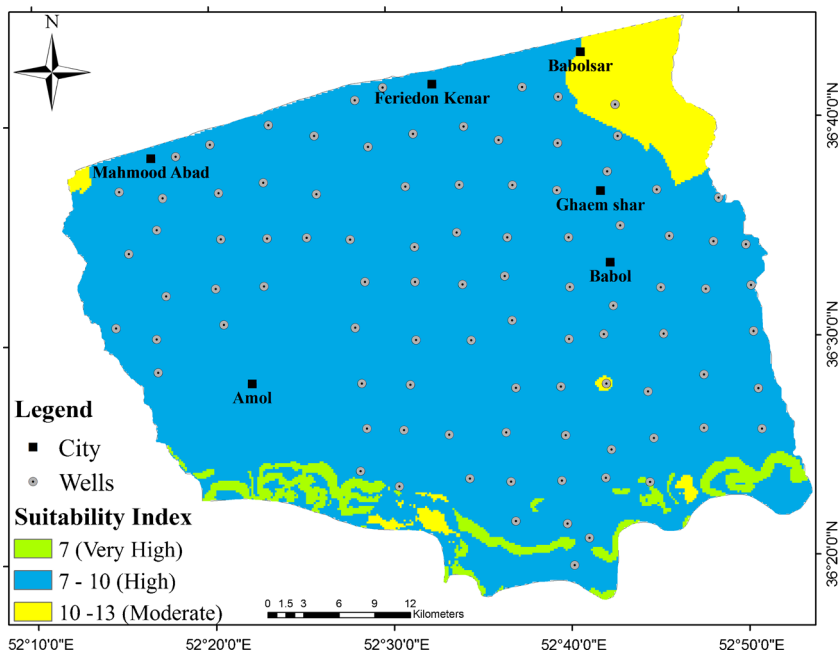 N
Babolsar
Feriedon Kenar
Mahmood Abad
Ghaem shar
Babol
Amol
Legend
City
Wells
Suitability Index
7 (Very High)
7 - 10 (High)
10 -13 (Moderate)
0 1.5 3 6 9 12
Kilometers
36°40'0"N
36°30'0"N
36°20'0"N
52°10'0"E 52°20'0"E 52°30'0"E 52°40'0"E 52°50'0"E